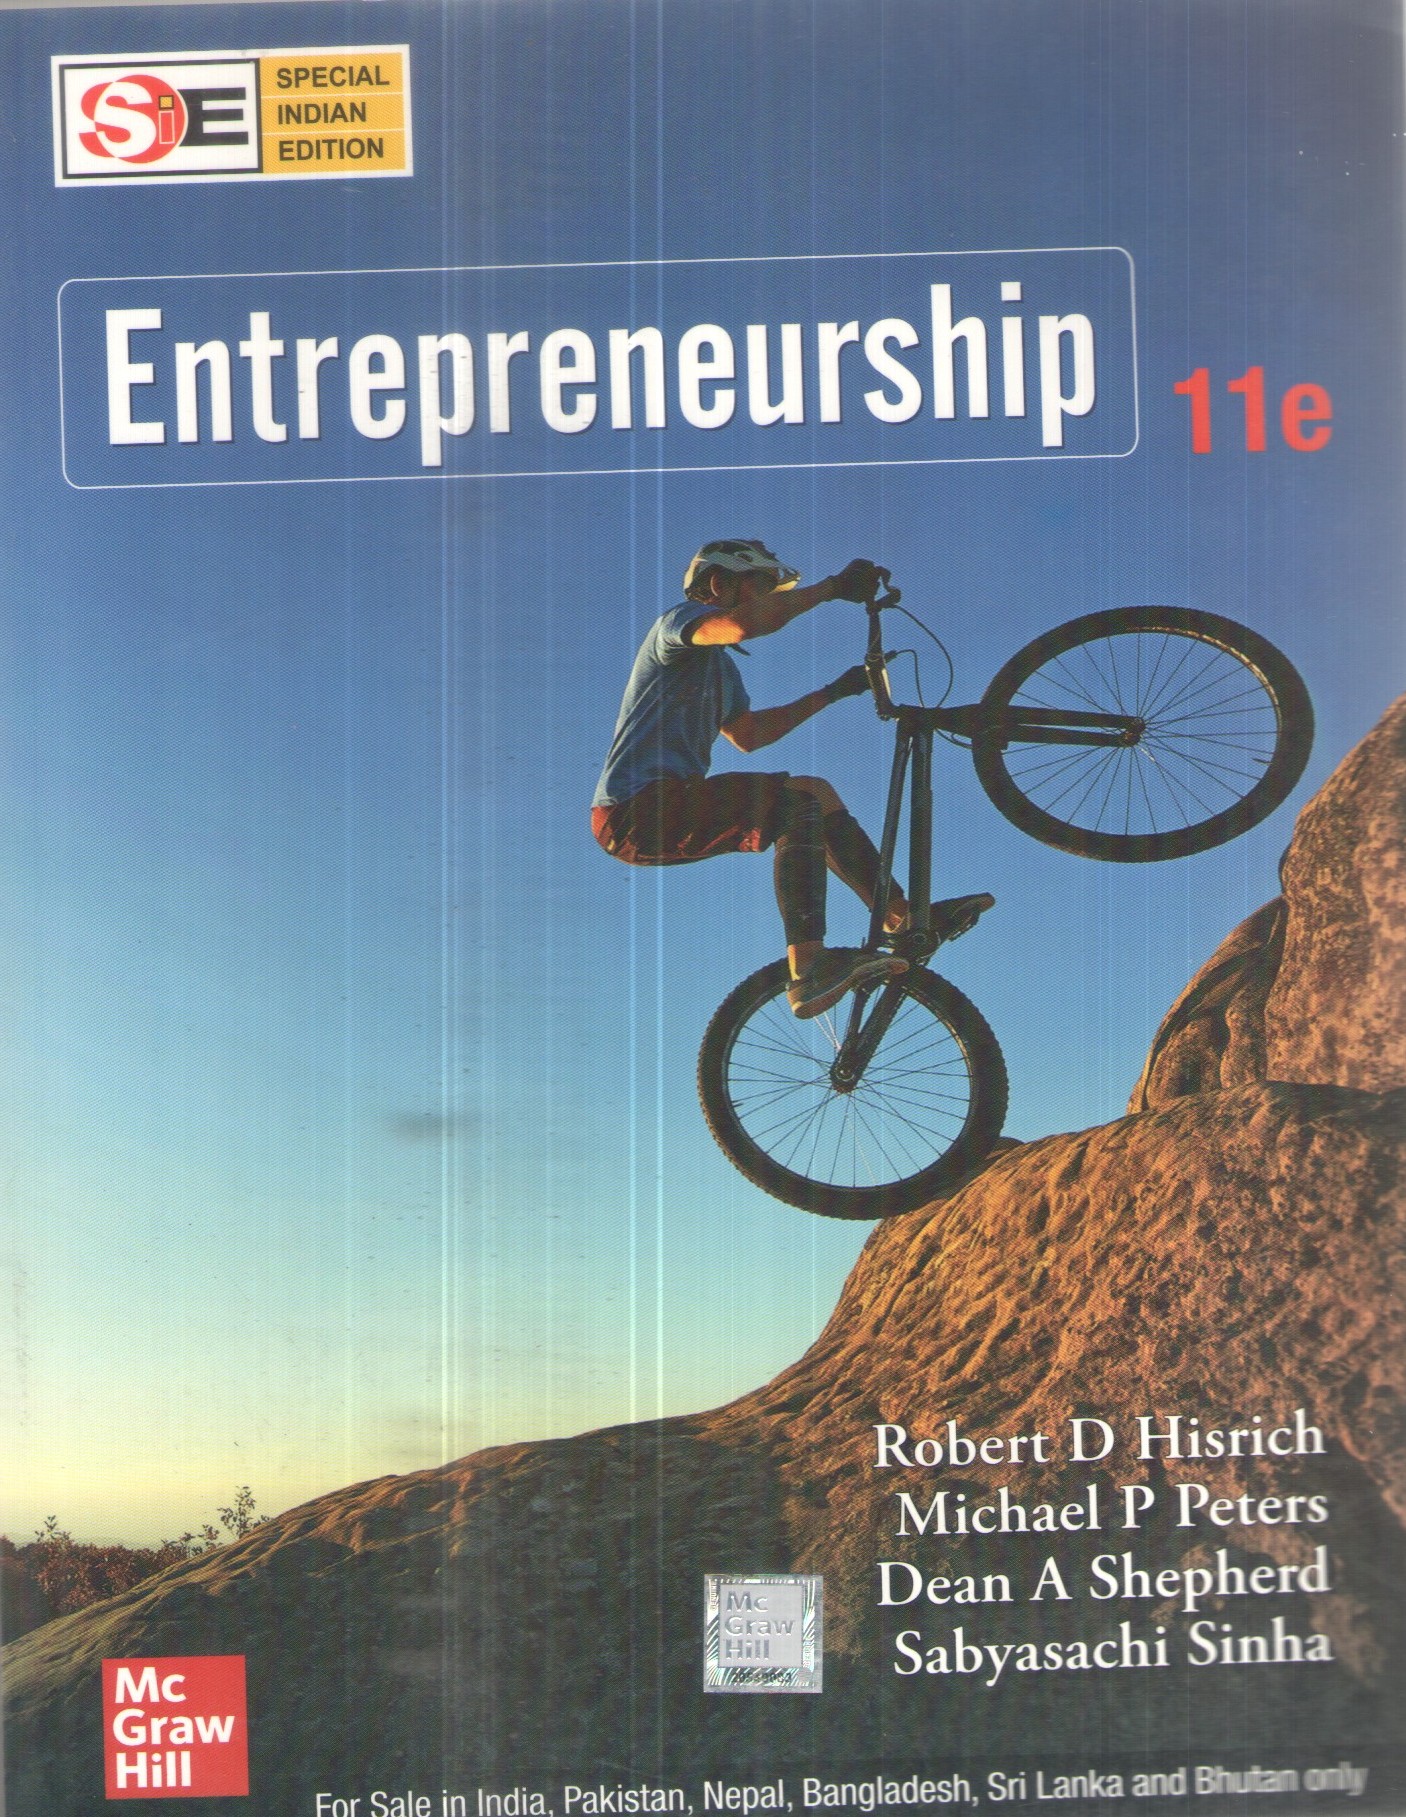 SiE
SPECIAL
INDIAN
EDITION
Entrepreneurship
11e
Robert D Hisrich
Michael P Peters
Dean A Shepherd
Sabyasachi Sinha
Mc
Graw
Hill
Mc
Graw
Hill
For Sale in India, Pakistan, Nepal, Bangladesh, Sri Lanka and Bhutan only